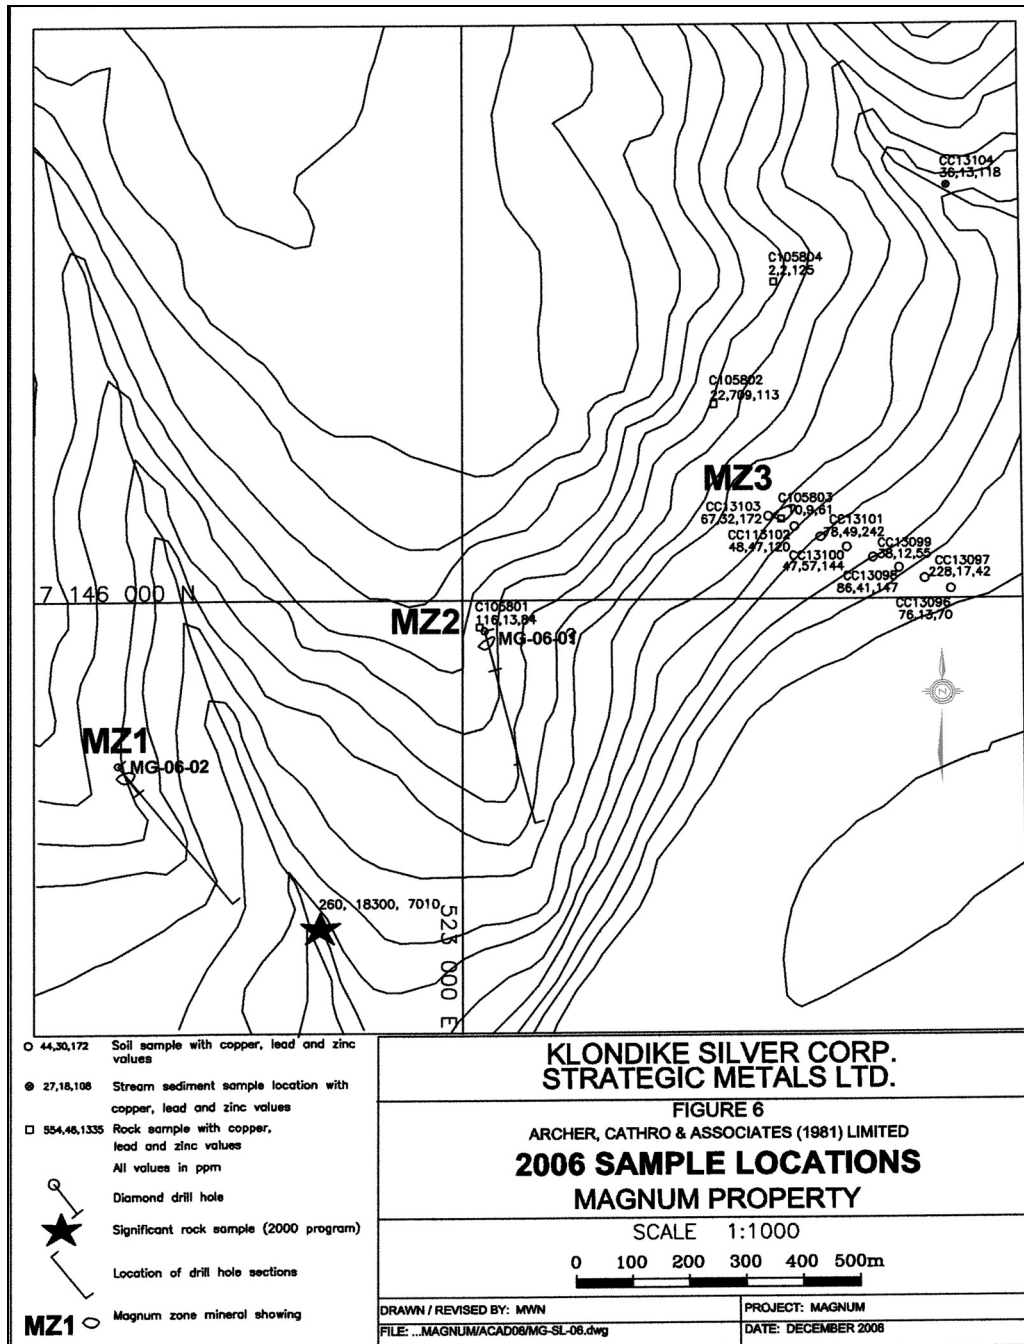 CC13104
36,13,118
C105804
2,2,125
C105802
22,709,113
MZ3
CC13103
67,32,172
C105803
70,9,61
CC113102
48,47,120
CC13101
78,49,242
CC13100
47,57,144
CC13099
38,12,55
CC13098
86,41,147
CC13097
228,17,42
CC13096
76,13,70
7 146 000 N
MZ2
C105801
116,13,84
MG-06-01
N
MZ1
MG-06-02
260, 18300, 7010
523 000 E
44,30,172 Soil sample with copper, lead and zinc
values
27,18,108 Stream sediment sample location with
copper, lead and zinc values
554,46,1335 Rock sample with copper,
lead and zinc values
All values in ppm
Diamond drill hole
Significant rock sample (2000 program)
Location of drill hole sections
MZ1 Magnum zone mineral showing
KLONDIKE SILVER CORP.
STRATEGIC METALS LTD.
FIGURE 6
ARCHER, CATHRO & ASSOCIATES (1981) LIMITED
2006 SAMPLE LOCATIONS
MAGNUM PROPERTY
SCALE 1:1000
0 100 200 300 400 500m
DRAWN / REVISED BY: MWN
PROJECT: MAGNUM
FILE: ...MAGNUM/ACAD06/MG-SL-06.dwg
DATE: DECEMBER 2006